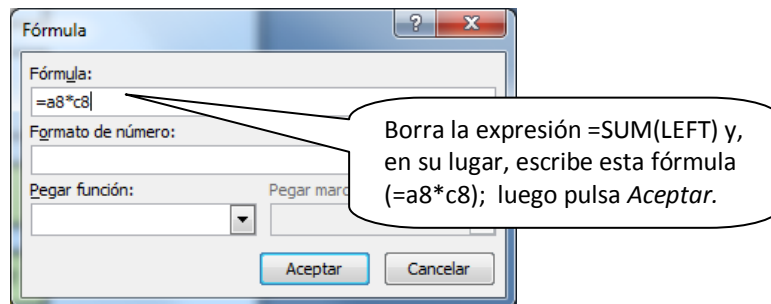 Fórmula
Fórmula:
=a8*c8
Formato de número:
Pegar función:
Pegar marc
Aceptar
Cancelar
Borra la expresión =SUM(LEFT) y,
en su lugar, escribe esta fórmula
(=a8*c8); luego pulsa Aceptar.